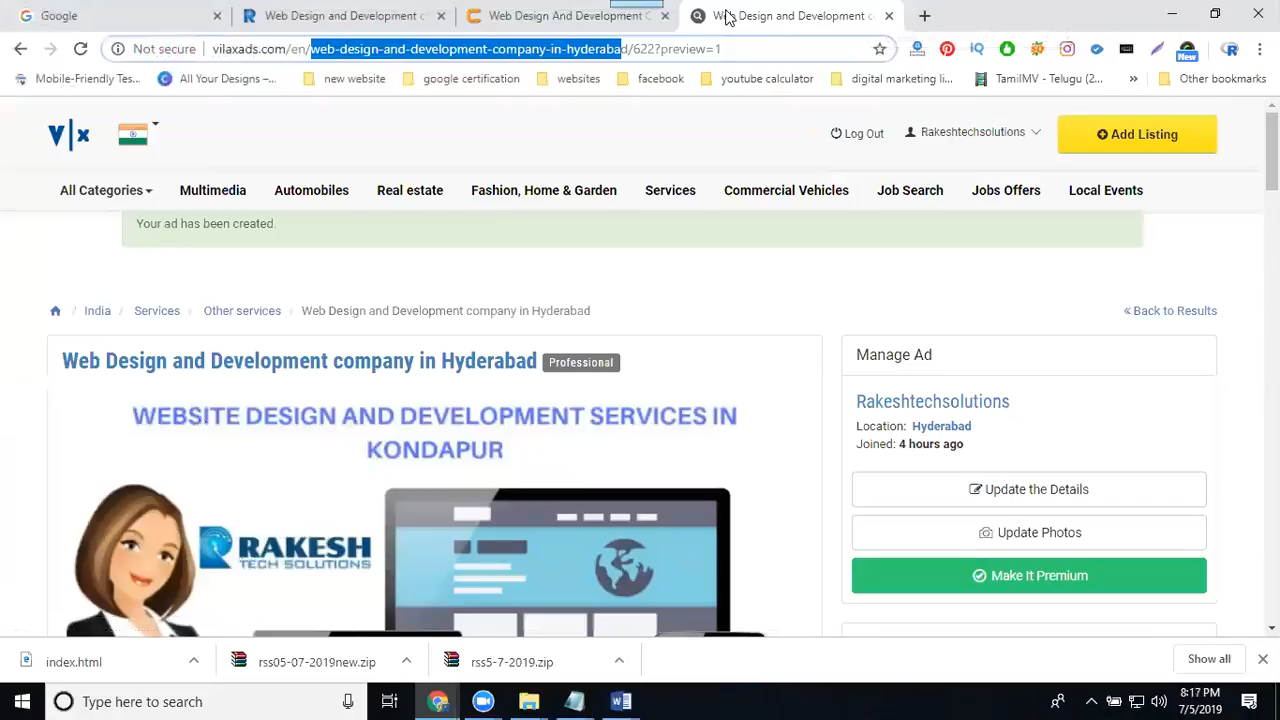 Google
Web Design and Development c
Web Design And Development C
Web Design and Development c
Not secure
vilaxads.com/en/web-design-and-development-company-in-hyderabad/622?preview=1
New
Mobile-Friendly Tes...
All Your Designs –...
new website
google certification
websites
facebook
youtube calculator
digital marketing li...
TamilMV - Telugu (2...
»
Other bookmarks
V|x
Log Out
Rakeshtechsolutions
Add Listing
All Categories
Multimedia
Automobiles
Real estate
Fashion, Home & Garden
Services
Commercial Vehicles
Job Search
Jobs Offers
Local Events
Your ad has been created.
/ India / Services / Other services / Web Design and Development company in Hyderabad
« Back to Results
Web Design and Development company in Hyderabad Professional
WEBSITE DESIGN AND DEVELOPMENT SERVICES IN
KONDAPUR
RAKESH
TECH SOLUTIONS
Manage Ad
Rakeshtechsolutions
Location: Hyderabad
Joined: 4 hours ago
Update the Details
Update Photos
Make It Premium
index.html
rss05-07-2019new.zip
rss5-7-2019.zip
Show all
Type here to search
8:17 PM
7/5/2019